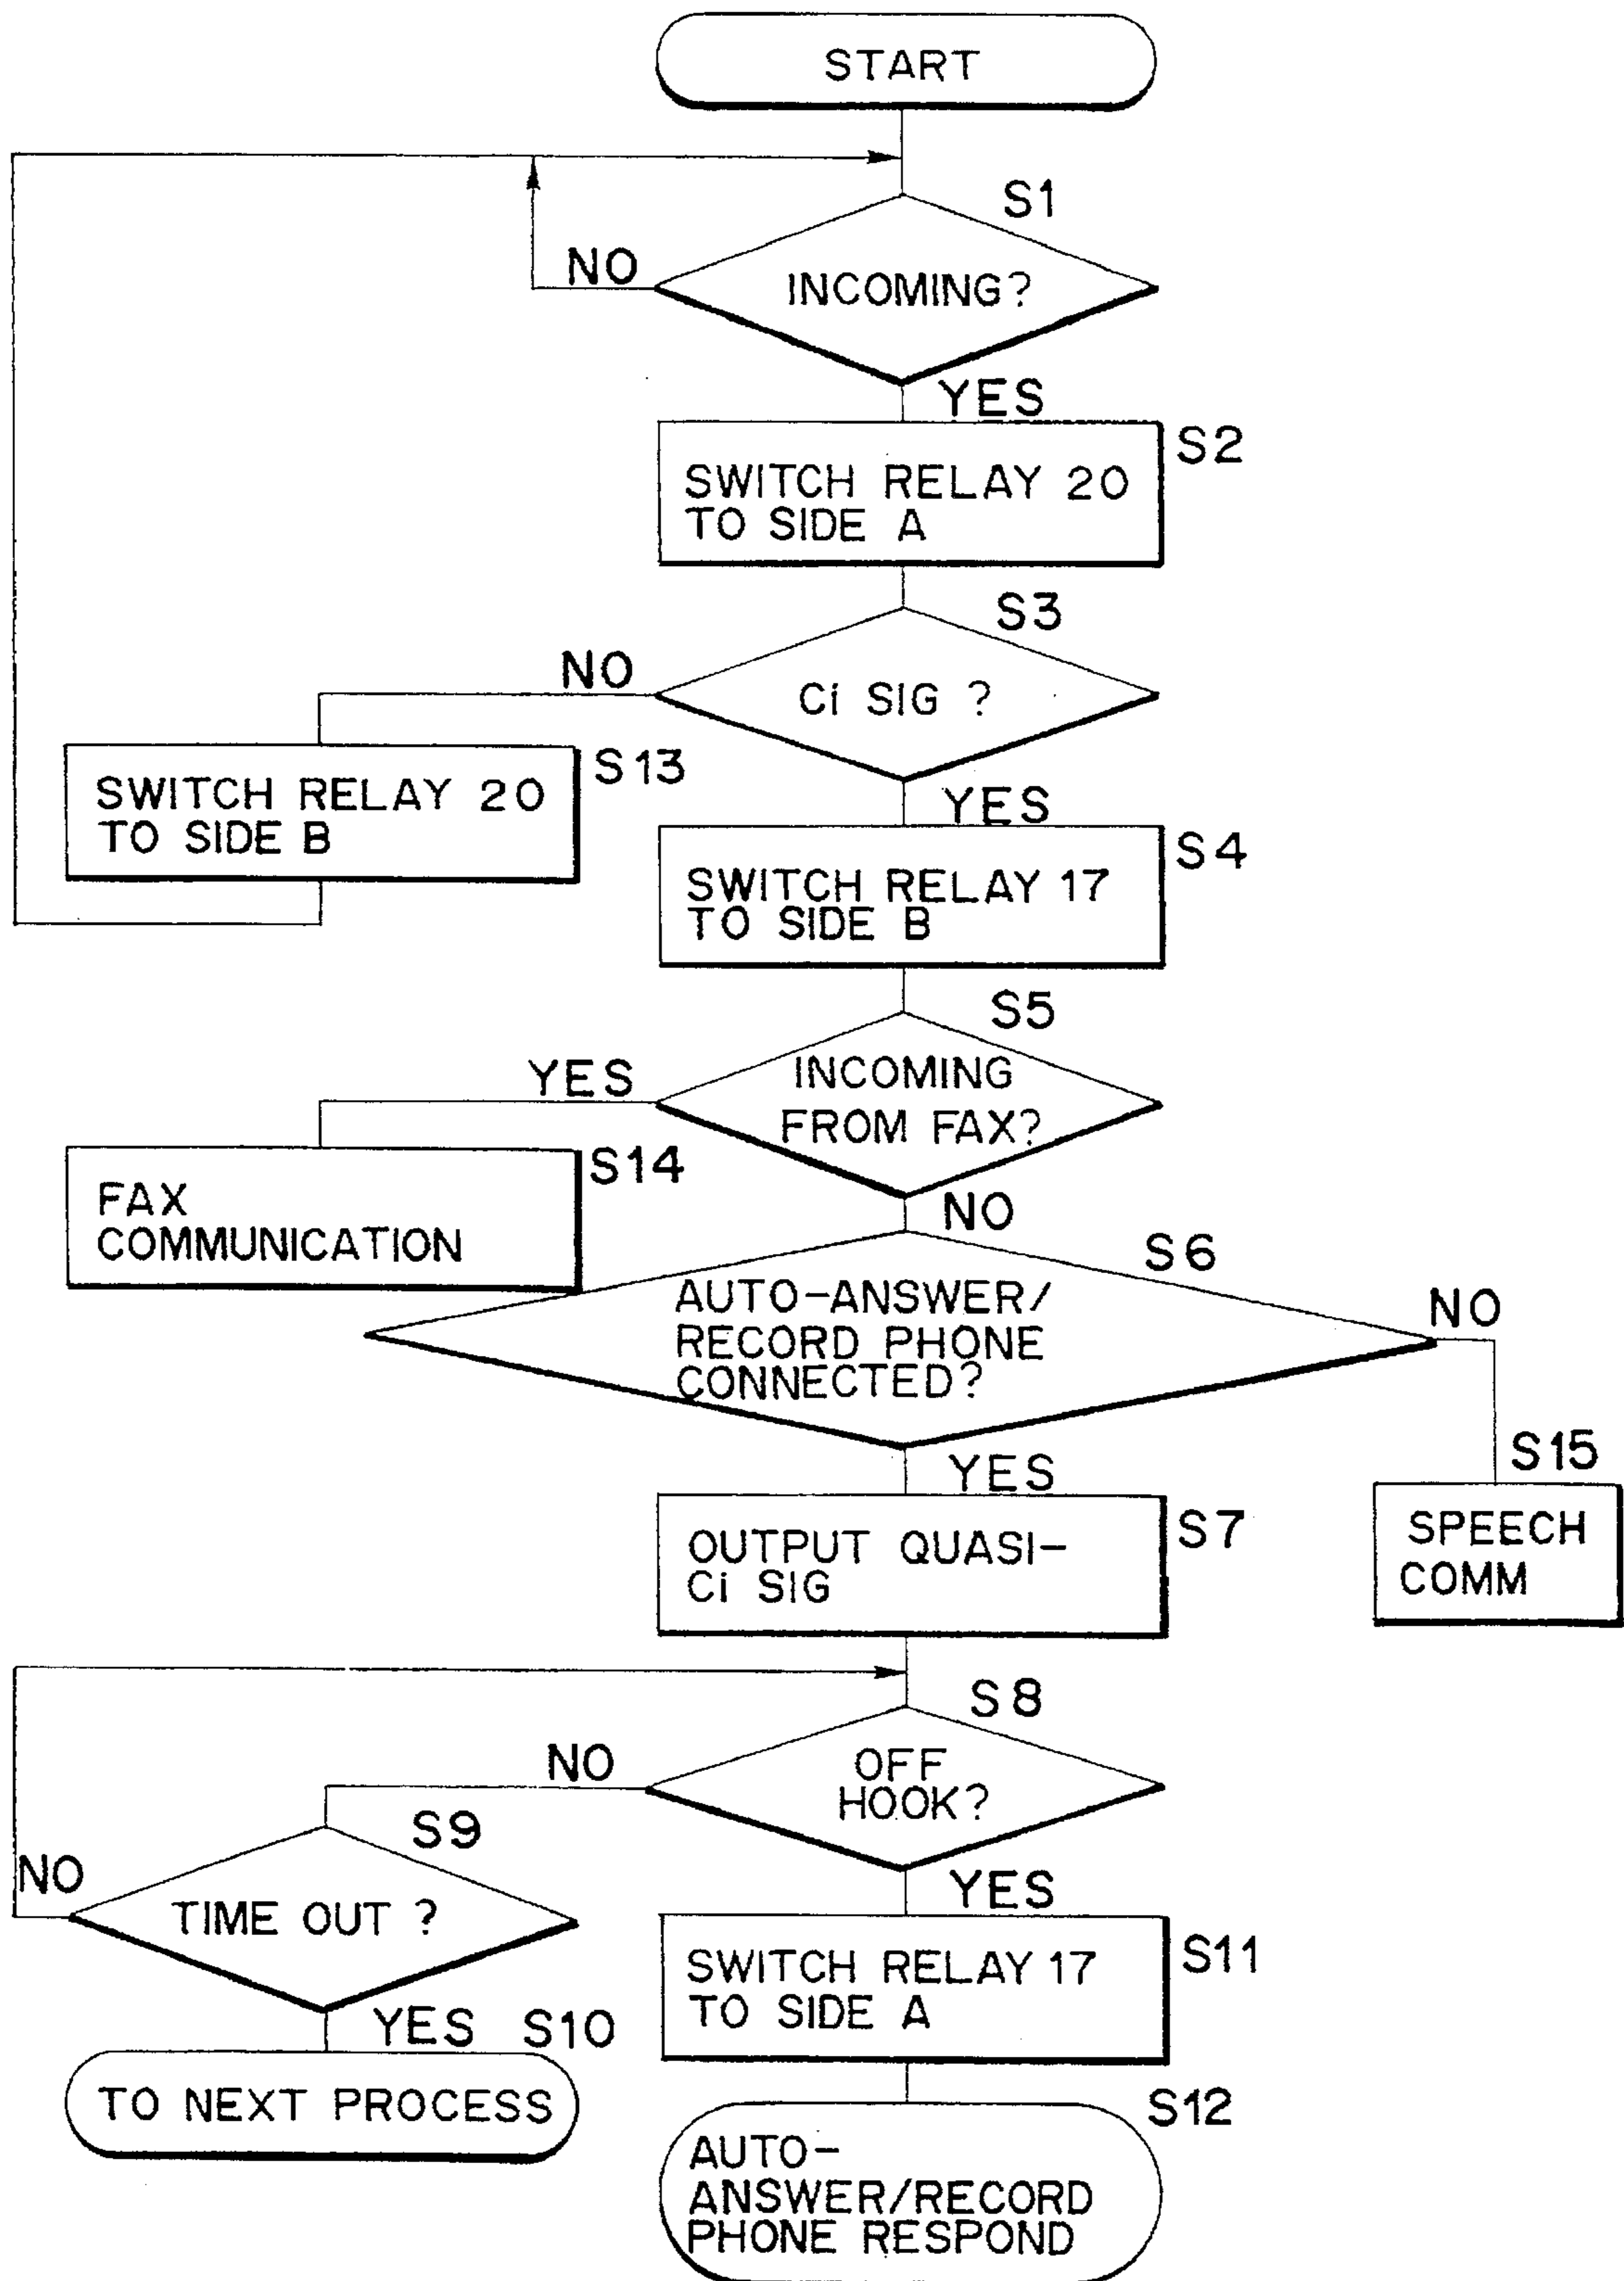 START
S1
NO
INCOMING?
YES
S2
SWITCH RELAY 20
TO SIDE A
S3
NO
Ci SIG ?
S13
SWITCH RELAY 20
TO SIDE B
YES
S4
SWITCH RELAY 17
TO SIDE B
S5
YES
INCOMING
FROM FAX?
S14
FAX
COMMUNICATION
NO
S6
AUTO-ANSWER/
RECORD PHONE
CONNECTED?
NO
S15
SPEECH
COMM
YES
S7
OUTPUT QUASI-
Ci SIG
S8
NO
OFF
HOOK?
S9
NO
TIME OUT ?
YES
S11
SWITCH RELAY 17
TO SIDE A
YES S10
TO NEXT PROCESS
S12
AUTO-
ANSWER/RECORD
PHONE RESPOND